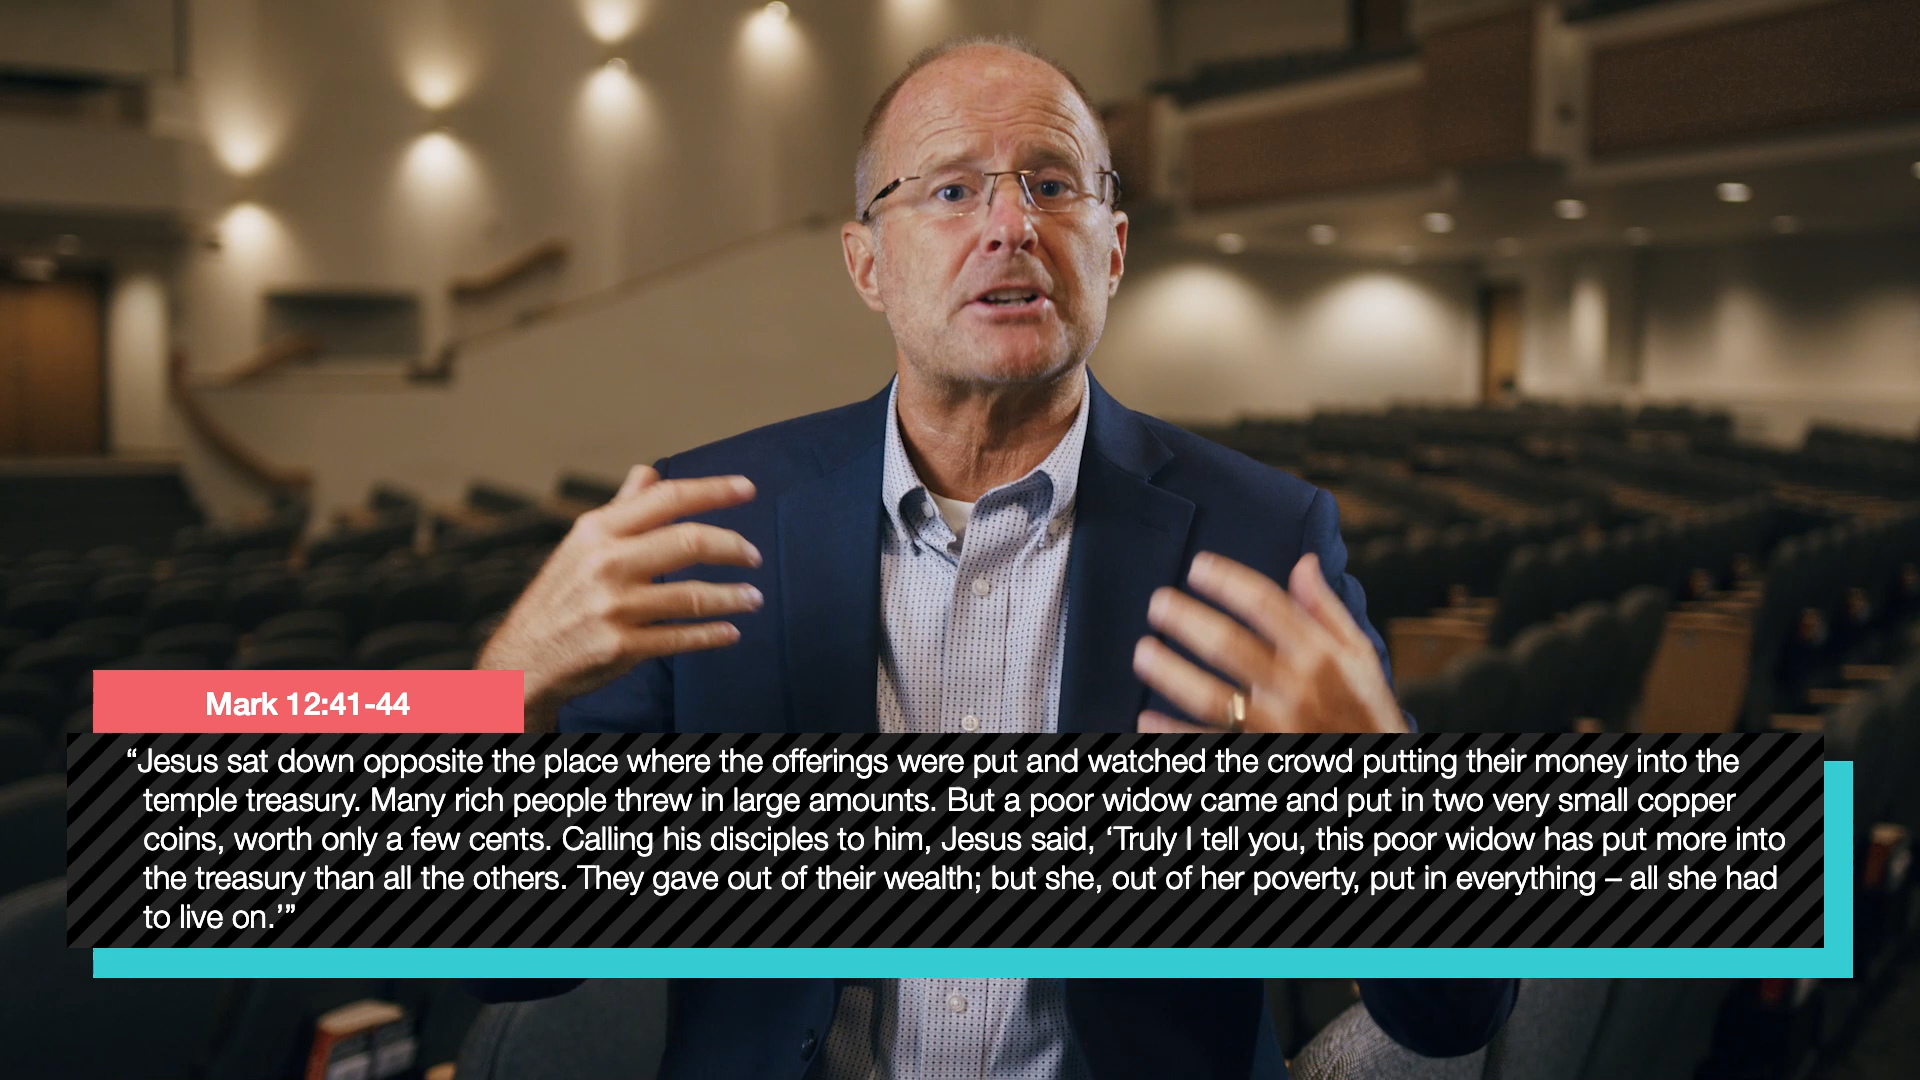 Mark 12:41-44
“Jesus sat down opposite the place where the offerings were put and watched the crowd putting their money into the
temple treasury. Many rich people threw in large amounts. But a poor widow came and put in two very small copper
coins, worth only a few cents. Calling his disciples to him, Jesus said, ‘Truly I tell you, this poor widow has put more into
the treasury than all the others. They gave out of their wealth; but she, out of her poverty, put in everything – all she had
to live on.’”